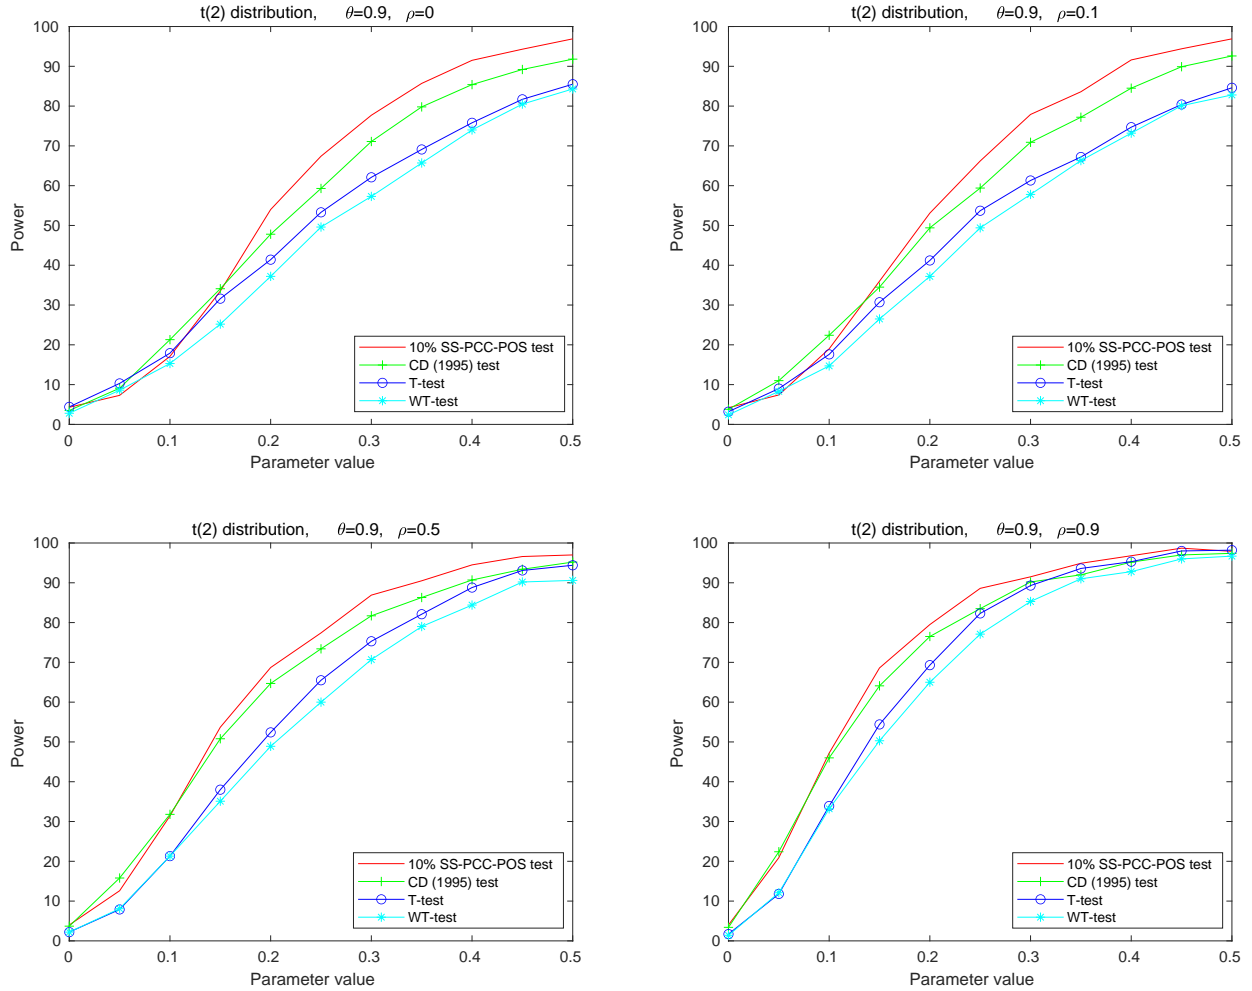 t(2) distribution, θ=0.9, ρ=0
100
90
80
70
60
50
40
30
20
10
0
Power
0 0.1 0.2 0.3 0.4 0.5
Parameter value
10% SS-PCC-POS test
CD (1995) test
T-test
WT-test
t(2) distribution, θ=0.9, ρ=0.1
100
90
80
70
60
50
40
30
20
10
0
Power
0 0.1 0.2 0.3 0.4 0.5
Parameter value
10% SS-PCC-POS test
CD (1995) test
T-test
WT-test
t(2) distribution, θ=0.9, ρ=0.5
100
90
80
70
60
50
40
30
20
10
0
Power
0 0.1 0.2 0.3 0.4 0.5
Parameter value
10% SS-PCC-POS test
CD (1995) test
T-test
WT-test
t(2) distribution, θ=0.9, ρ=0.9
100
90
80
70
60
50
40
30
20
10
0
Power
0 0.1 0.2 0.3 0.4 0.5
Parameter value
10% SS-PCC-POS test
CD (1995) test
T-test
WT-test